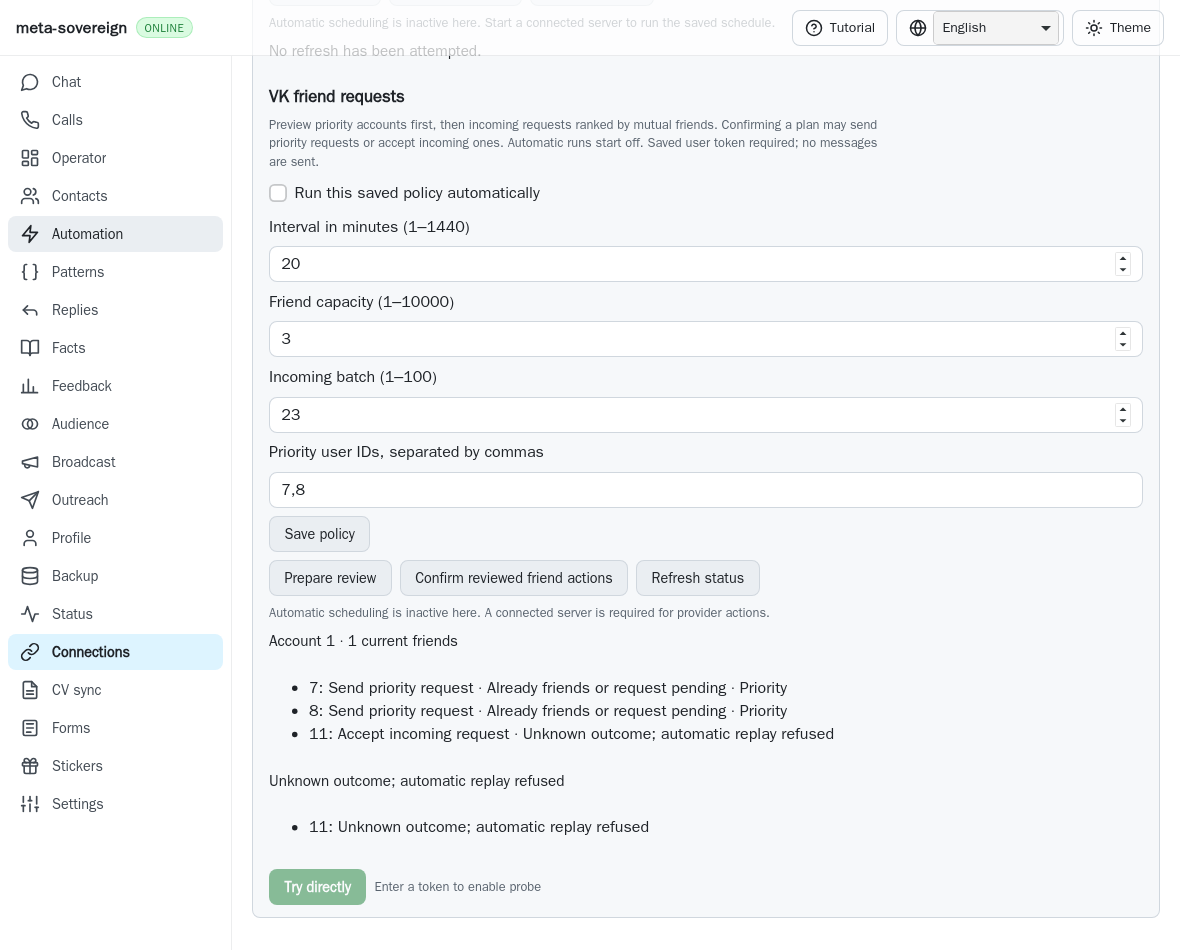 meta-sovereign ONLINE
Automatic scheduling is inactive here. Start a connected server to run the saved schedule.
Tutorial
English
Theme
No refresh has been attempted.
Chat
Calls
Operator
Contacts
Automation
Patterns
Replies
Facts
Feedback
Audience
Broadcast
Outreach
Profile
Backup
Status
Connections
CV sync
Forms
Stickers
Settings
VK friend requests
Preview priority accounts first, then incoming requests ranked by mutual friends. Confirming a plan may send
priority requests or accept incoming ones. Automatic runs start off. Saved user token required; no messages
are sent.
Run this saved policy automatically
Interval in minutes (1–1440)
20
Friend capacity (1–10000)
3
Incoming batch (1–100)
23
Priority user IDs, separated by commas
7,8
Save policy
Prepare review
Confirm reviewed friend actions
Refresh status
Automatic scheduling is inactive here. A connected server is required for provider actions.
Account 1 · 1 current friends
• 7: Send priority request · Already friends or request pending · Priority
• 8: Send priority request · Already friends or request pending · Priority
• 11: Accept incoming request · Unknown outcome; automatic replay refused
Unknown outcome; automatic replay refused
• 11: Unknown outcome; automatic replay refused
Try directly
Enter a token to enable probe